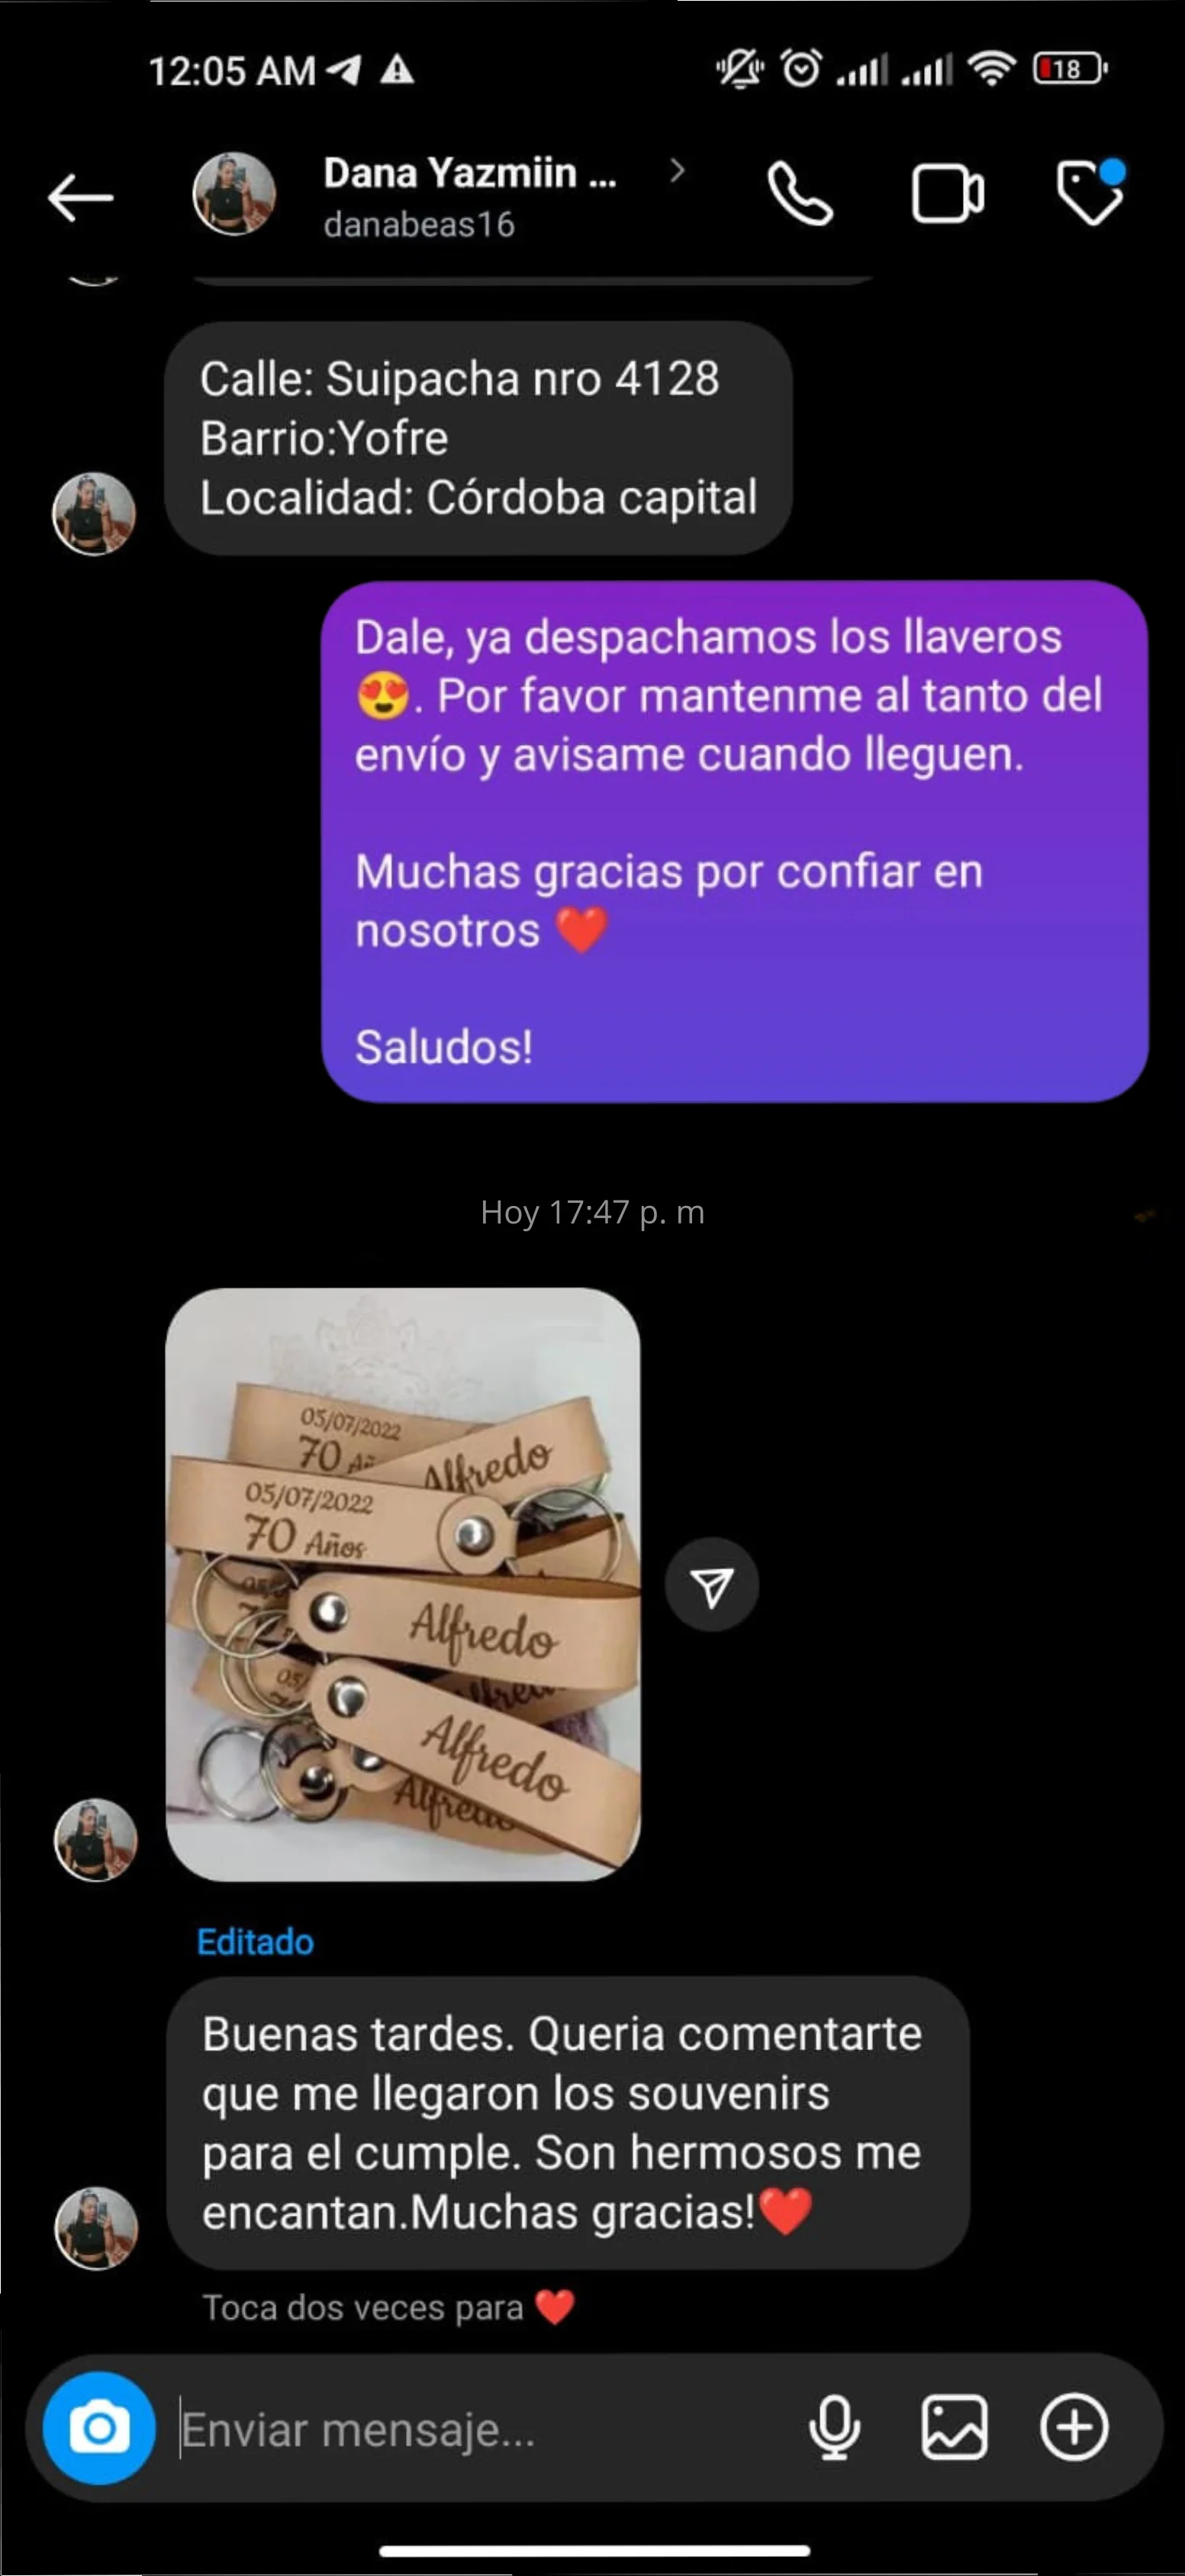 12:05 AM
18
Dana Yazmiin ...
danabeas16
Calle: Suipacha nro 4128
Barrio:Yofre
Localidad: Córdoba capital
Dale, ya despachamos los llaveros
😍. Por favor mantenme al tanto del
envío y avisame cuando lleguen.
Muchas gracias por confiar en
nosotros ❤️
Saludos!
Hoy 17:47 p. m
05/07/2022
70 Añ
Alfredo
05/07/2022
70 Años
Alfredo
05/
Alfredo
Alfredo
Editado
Buenas tardes. Queria comentarte
que me llegaron los souvenirs
para el cumple. Son hermosos me
encantan.Muchas gracias!❤️
Toca dos veces para ❤️
Enviar mensaje...